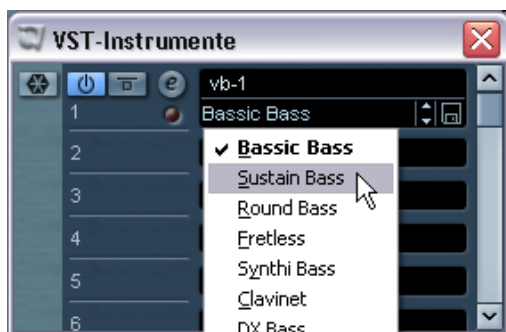 VST-Instrumente
e vb-1
1 Bassic Bass
2 Bassic Bass
Sustain Bass
3 Round Bass
4 Fretless
Synthi Bass
5 Clavinet
6 DX Bass